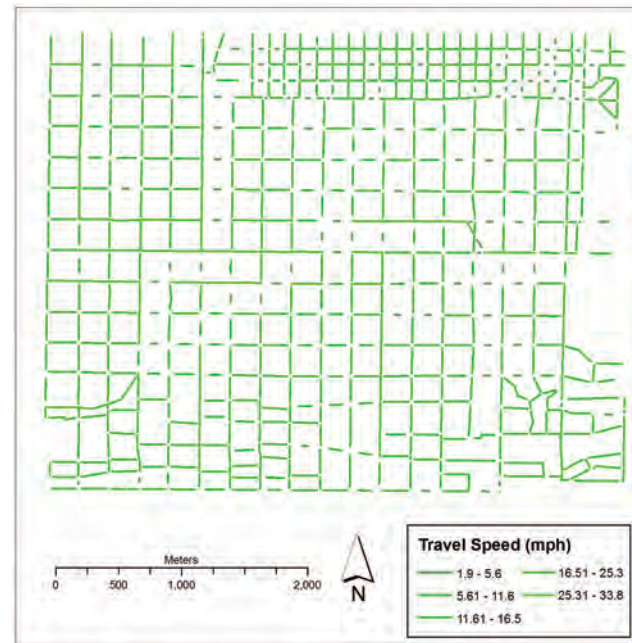 Meters
0 500 1,000 2,000
N
Travel Speed (mph)
1.9 - 5.6 16.51 - 25.3
5.61 - 11.6 25.31 - 33.8
11.61 - 16.5